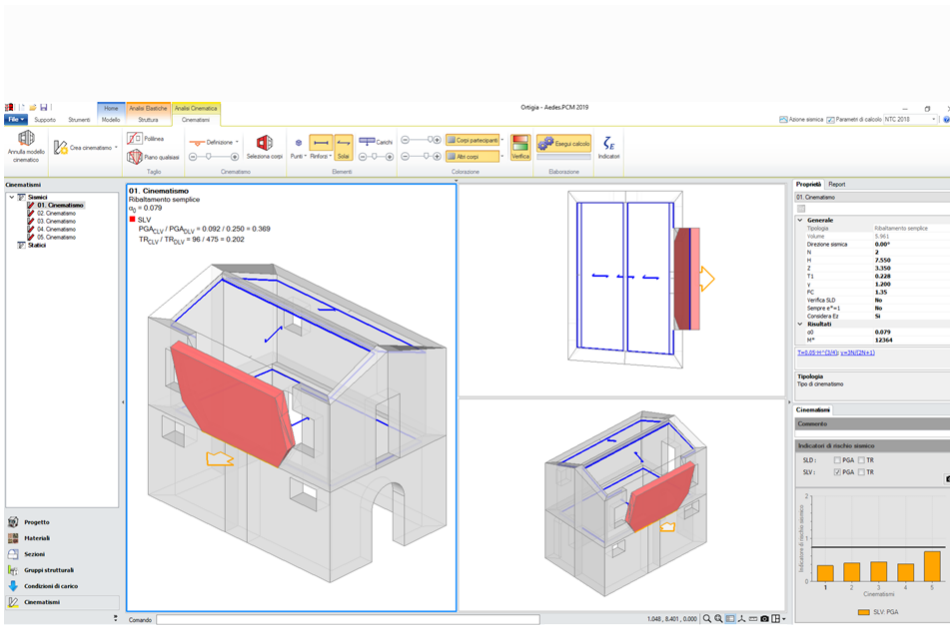 Ortigia - Aedes.PCM 2019
Home Analisi Elastiche Analisi Cinematica
File Supporto Strumenti Modello Struttura Cinematismi
Azione sismica Parametri di calcolo NTC 2018
Annulla modello cinematico
Crea cinematismo
Polilinea
Piano qualsiasi
Taglio
Definizione
Seleziona corpi
Cinematismo
Punti Rinforzi Solai
Carichi
Elementi
Corpi partecipanti
Altri corpi
Colorazione
Verifica
Esegui calcolo
Elaborazione
ζE
Indicatori
Cinematismi
Sismici
01. Cinematismo
02. Cinematismo
03. Cinematismo
04. Cinematismo
05. Cinematismo
Statici
Progetto
Materiali
Sezioni
Gruppi strutturali
Condizioni di carico
Cinematismi
01. Cinematismo
Ribaltamento semplice
α0 = 0.079
SLV
PGACLV / PGADLV = 0.092 / 0.250 = 0.369
TRCLV / TRDLV = 96 / 475 = 0.202
Proprietà Report
01. Cinematismo
Generale
Tipologia Ribaltamento semplice
Volume 5.961
Direzione sismica 0.00°
N 2
H 7.550
Z 3.350
T1 0.228
γ 1.200
FC 1.35
Verifica SLD No
Sempre e*=1 No
Considera Ez Sì
Risultati
α0 0.079
M* 12364
T=0.05·H^(3/4); γ=3N/(2N+1)
Tipologia
Tipo di cinematismo
Cinematismi
Commento
Indicatori di rischio sismico
SLD: PGA TR
SLV: PGA TR
Indicatore di rischio sismico
2
1
0
1 2 3 4 5
Cinematismi
SLV: PGA
Comando
1.048, 8.401, 0.000